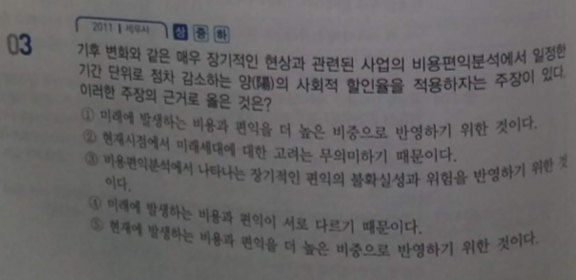 2011 | 세무사 상 중 하
03
기후 변화와 같은 매우 장기적인 현상과 관련된 사업의 비용편익분석에서 일정한
기간 단위로 점차 감소하는 양(陽)의 사회적 할인율을 적용하자는 주장이 있다.
이러한 주장의 근거로 옳은 것은?
① 미래에 발생하는 비용과 편익을 더 높은 비중으로 반영하기 위한 것이다.
② 현재시점에서 미래세대에 대한 고려는 무의미하기 때문이다.
③ 비용편익분석에서 나타나는 장기적인 편익의 불확실성과 위험을 반영하기 위한 것
이다.
④ 미래에 발생하는 비용과 편익이 서로 다르기 때문이다.
⑤ 현재에 발생하는 비용과 편익을 더 높은 비중으로 반영하기 위한 것이다.